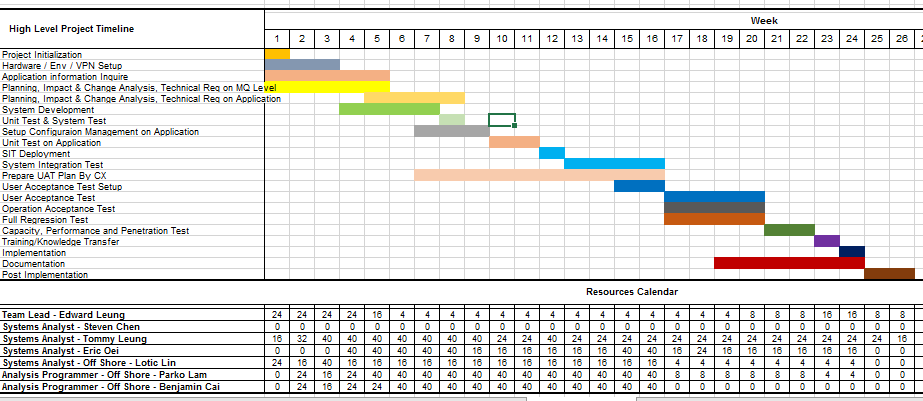 High Level Project Timeline
Week
1 2 3 4 5 6 7 8 9 10 11 12 13 14 15 16 17 18 19 20 21 22 23 24 25 26
Project Initialization
Hardware / Env / VPN Setup
Application information Inquire
Planning, Impact & Change Analysis, Technical Req on MQ Level
Planning, Impact & Change Analysis, Technical Req on Application
System Development
Unit Test & System Test
Setup Configuraion Management on Application
Unit Test on Application
SIT Deployment
System Integration Test
Prepare UAT Plan By CX
User Acceptance Test Setup
User Acceptance Test
Operation Acceptance Test
Full Regression Test
Capacity, Performance and Penetration Test
Training/Knowledge Transfer
Implementation
Documentation
Post Implementation
Resources Calendar
Team Lead - Edward Leung 24 24 24 24 16 4 4 4 4 4 4 4 4 4 4 4 4 4 4 8 8 8 16 16 8 8
Systems Analyst - Steven Chen 0 0 0 0 0 0 0 0 0 0 0 0 0 0 0 0 0 0 0 0 0 0 0 0 0 0
Systems Analyst - Tommy Leung 16 32 40 40 40 40 40 40 40 24 24 40 24 24 24 24 24 24 24 24 24 24 24 24 24 16
Systems Analyst - Eric Oei 0 0 0 40 40 40 40 40 16 16 16 16 16 16 40 40 16 24 16 16 16 16 16 16 0 0
Systems Analyst - Off Shore - Lotic Lin 24 16 40 16 16 16 16 16 16 16 16 16 16 16 16 16 4 4 4 4 4 4 4 4 0 0
Analysis Programmer - Off Shore - Parko Lam 0 8 16 24 40 40 40 40 40 40 40 40 40 40 40 40 8 8 8 8 8 8 4 4 0 0
Analysis Programmer - Off Shore - Benjamin Cai 0 24 16 24 24 40 40 40 40 40 40 40 40 40 40 40 0 0 0 0 0 0 0 0 0 0